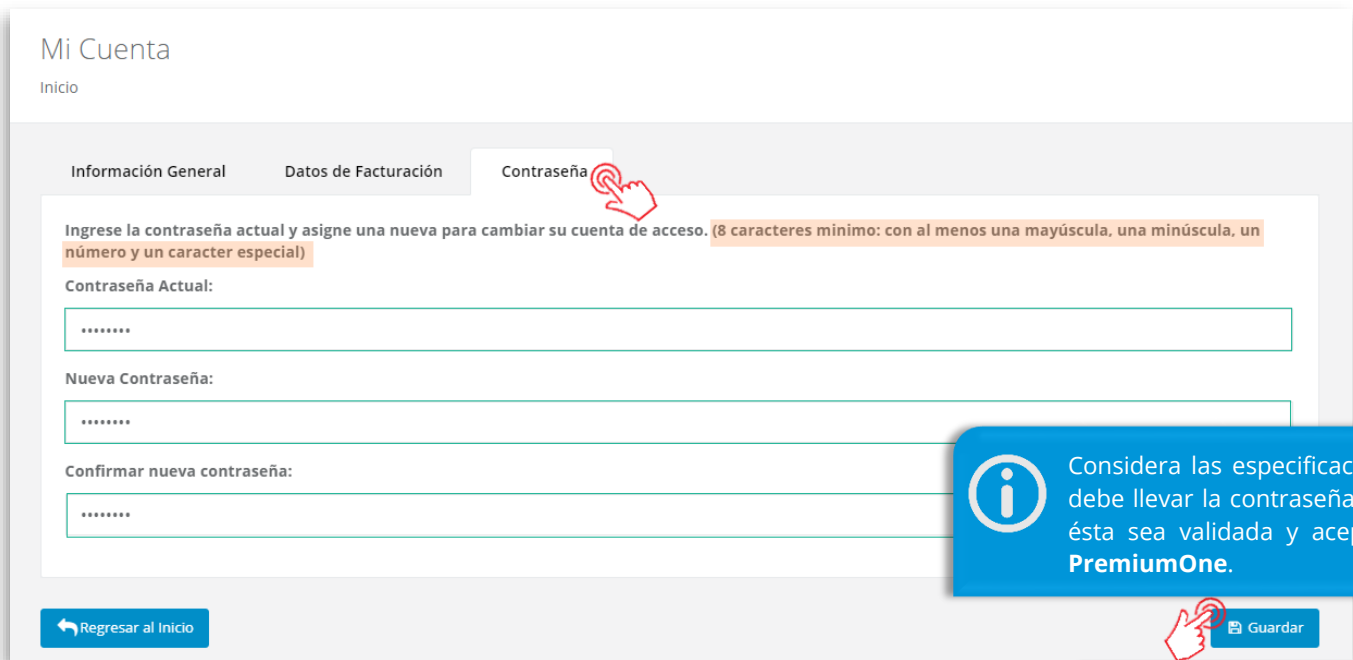 Mi Cuenta
Inicio
Información General
Datos de Facturación
Contraseña
Ingrese la contraseña actual y asigne una nueva para cambiar su cuenta de acceso. (8 caracteres minimo: con al menos una mayúscula, una minúscula, un
número y un caracter especial)
Contraseña Actual:
••••••••
Nueva Contraseña:
••••••••
Confirmar nueva contraseña:
••••••••
Considera las especificac
debe llevar la contraseña
ésta sea validada y acep
PremiumOne.
Regresar al Inicio
Guardar